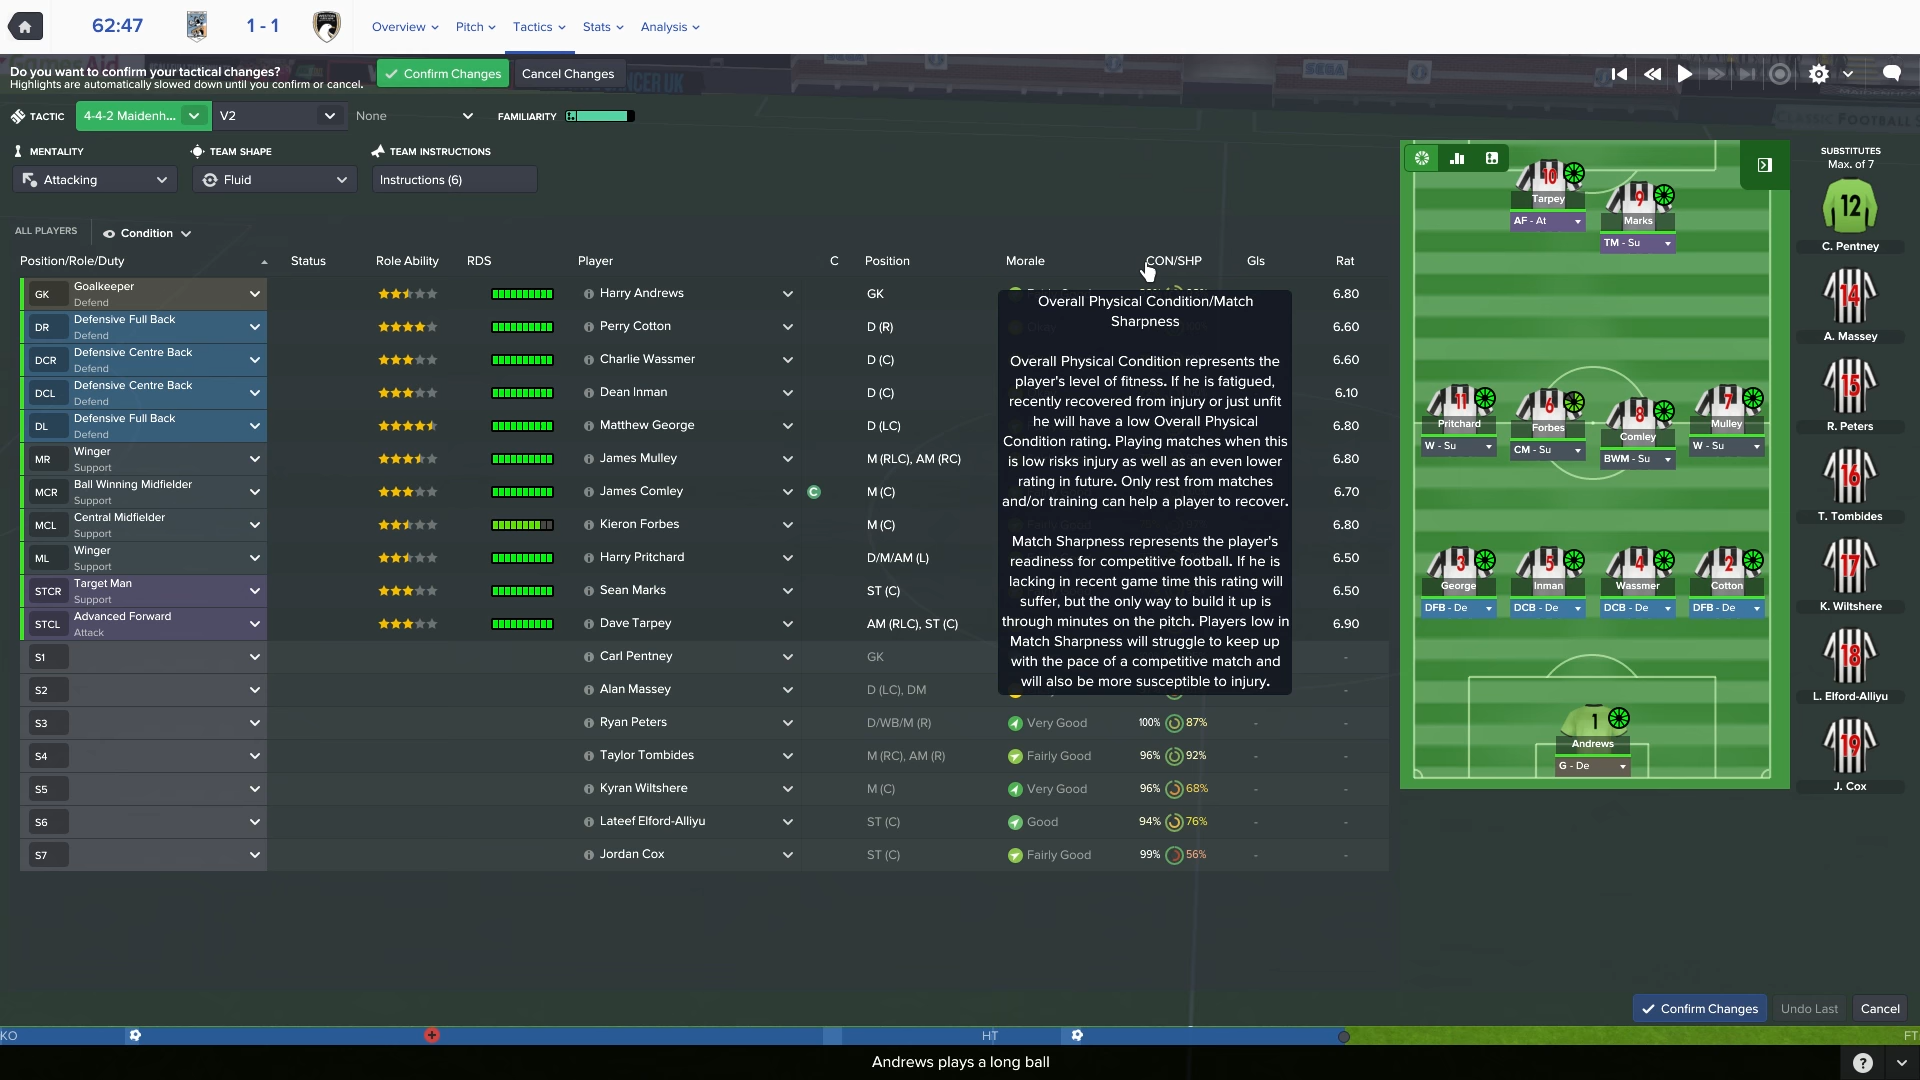 62:47
1 - 1
Overview
Pitch
Tactics
Stats
Analysis
Do you want to confirm your tactical changes?
Highlights are automatically slowed down until you confirm or cancel.
Confirm Changes
Cancel Changes
TACTIC
4-4-2 Maidenh...
V2
None
FAMILIARITY
MENTALITY
TEAM SHAPE
TEAM INSTRUCTIONS
Attacking
Fluid
Instructions (6)
ALL PLAYERS
Condition
Position/Role/Duty Status Role Ability RDS Player C Position Morale CON/SHP Gls Rat
GK Goalkeeper Defend Harry Andrews GK 6.80
DR Defensive Full Back Defend Perry Cotton D (R) 6.60
DCR Defensive Centre Back Defend Charlie Wassmer D (C) 6.60
DCL Defensive Centre Back Defend Dean Inman D (C) 6.10
DL Defensive Full Back Defend Matthew George D (LC) 6.80
MR Winger Support James Mulley M (RLC), AM (RC) 6.80
MCR Ball Winning Midfielder Support James Comley C M (C) 6.70
MCL Central Midfielder Support Kieron Forbes M (C) 6.80
ML Winger Support Harry Pritchard D/M/AM (L) 6.50
STCR Target Man Support Sean Marks ST (C) 6.50
STCL Advanced Forward Attack Dave Tarpey AM (RLC), ST (C) 6.90
S1 Carl Pentney GK -
S2 Alan Massey D (LC), DM -
S3 Ryan Peters D/WB/M (R) Very Good 100% 87% - -
S4 Taylor Tombides M (RC), AM (R) Fairly Good 96% 92% - -
S5 Kyran Wiltshire M (C) Very Good 96% 68% - -
S6 Lateef Elford-Alliyu ST (C) Good 94% 76% - -
S7 Jordan Cox ST (C) Fairly Good 99% 56% - -
Overall Physical Condition/Match
Sharpness
Overall Physical Condition represents the
player's level of fitness. If he is fatigued,
recently recovered from injury or just unfit
he will have a low Overall Physical
Condition rating. Playing matches when this
is low risks injury as well as an even lower
rating in future. Only rest from matches
and/or training can help a player to recover.
Match Sharpness represents the player's
readiness for competitive football. If he is
lacking in recent game time this rating will
suffer, but the only way to build it up is
through minutes on the pitch. Players low in
Match Sharpness will struggle to keep up
with the pace of a competitive match and
will also be more susceptible to injury.
10
Tarpey
AF - At
9
Marks
TM - Su
11
Pritchard
W - Su
6
Forbes
CM - Su
8
Comley
BWM - Su
7
Mulley
W - Su
3
George
DFB - De
5
Inman
DCB - De
4
Wassmer
DCB - De
2
Cotton
DFB - De
1
Andrews
G - De
SUBSTITUTES
Max. of 7
12
C. Pentney
14
A. Massey
15
R. Peters
16
T. Tombides
17
K. Wiltshire
18
L. Elford-Alliyu
19
J. Cox
Confirm Changes
Undo Last
Cancel
KO
HT
FT
Andrews plays a long ball
?